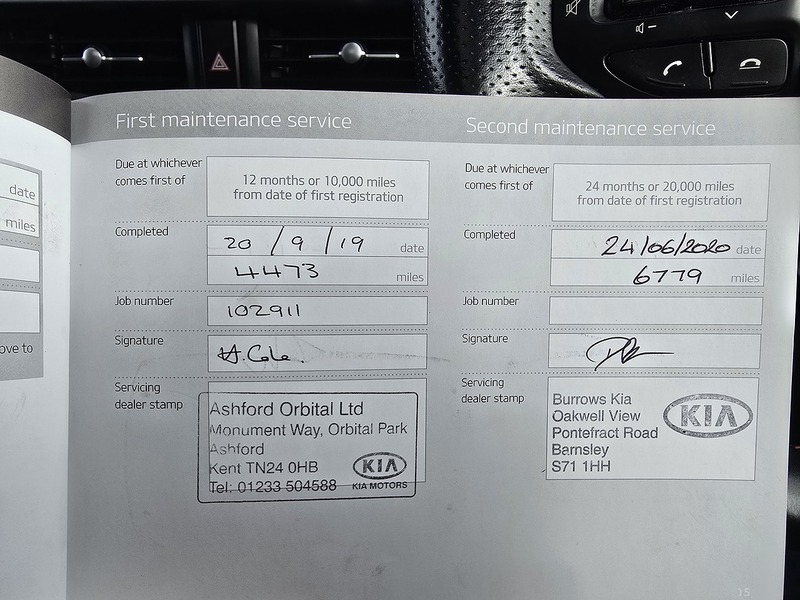 date
miles
ove to
First maintenance service
Due at whichever comes first of
12 months or 10,000 miles
from date of first registration
Completed
20 / 9 / 19 date
4473 miles
Job number
102911
Signature
H.Cole.
Servicing
dealer stamp
Ashford Orbital Ltd
Monument Way, Orbital Park
Ashford
Kent TN24 0HB
Tel: 01233 504588
KIA
KIA MOTORS
Second maintenance service
Due at whichever
comes first of
24 months or 20,000 miles
from date of first registration
Completed
24/06/2020 date
6779 miles
Job number
Signature
Servicing
dealer stamp
Burrows Kia
Oakwell View
Pontefract Road
Barnsley
S71 1HH
KIA
15